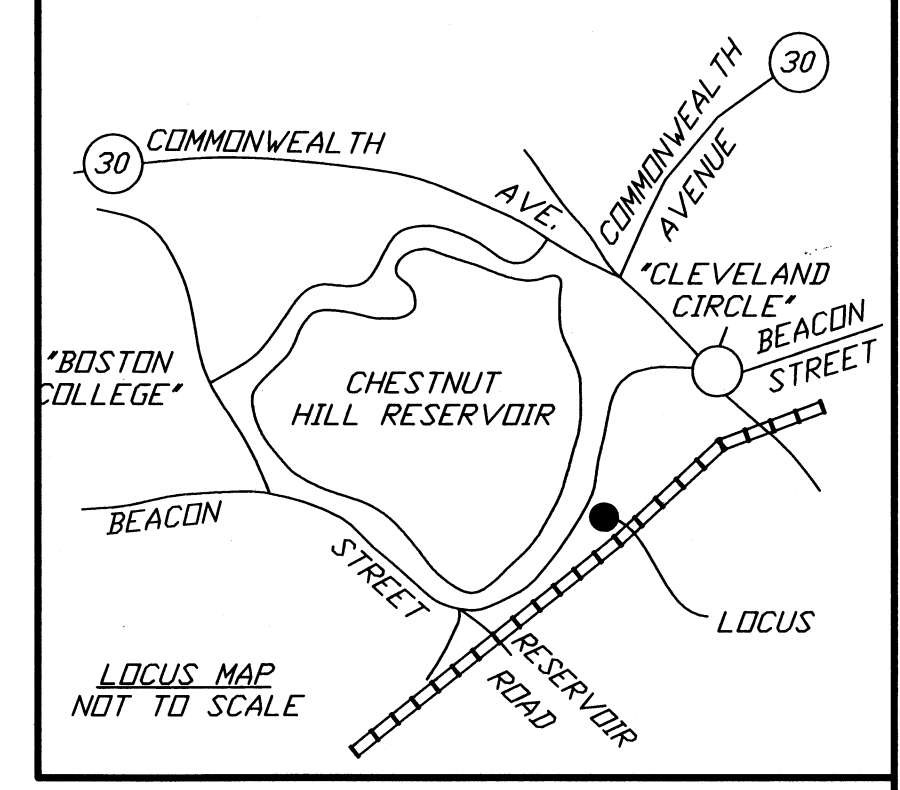 30
COMMONWEALTH
AVE.
COMMONWEALTH
AVENUE
30
"CLEVELAND
CIRCLE"
BEACON
STREET
"BOSTON
COLLEGE"
CHESTNUT
HILL RESERVOIR
BEACON
STREET
LOCUS
RESERVOIR
ROAD
LOCUS MAP
NOT TO SCALE